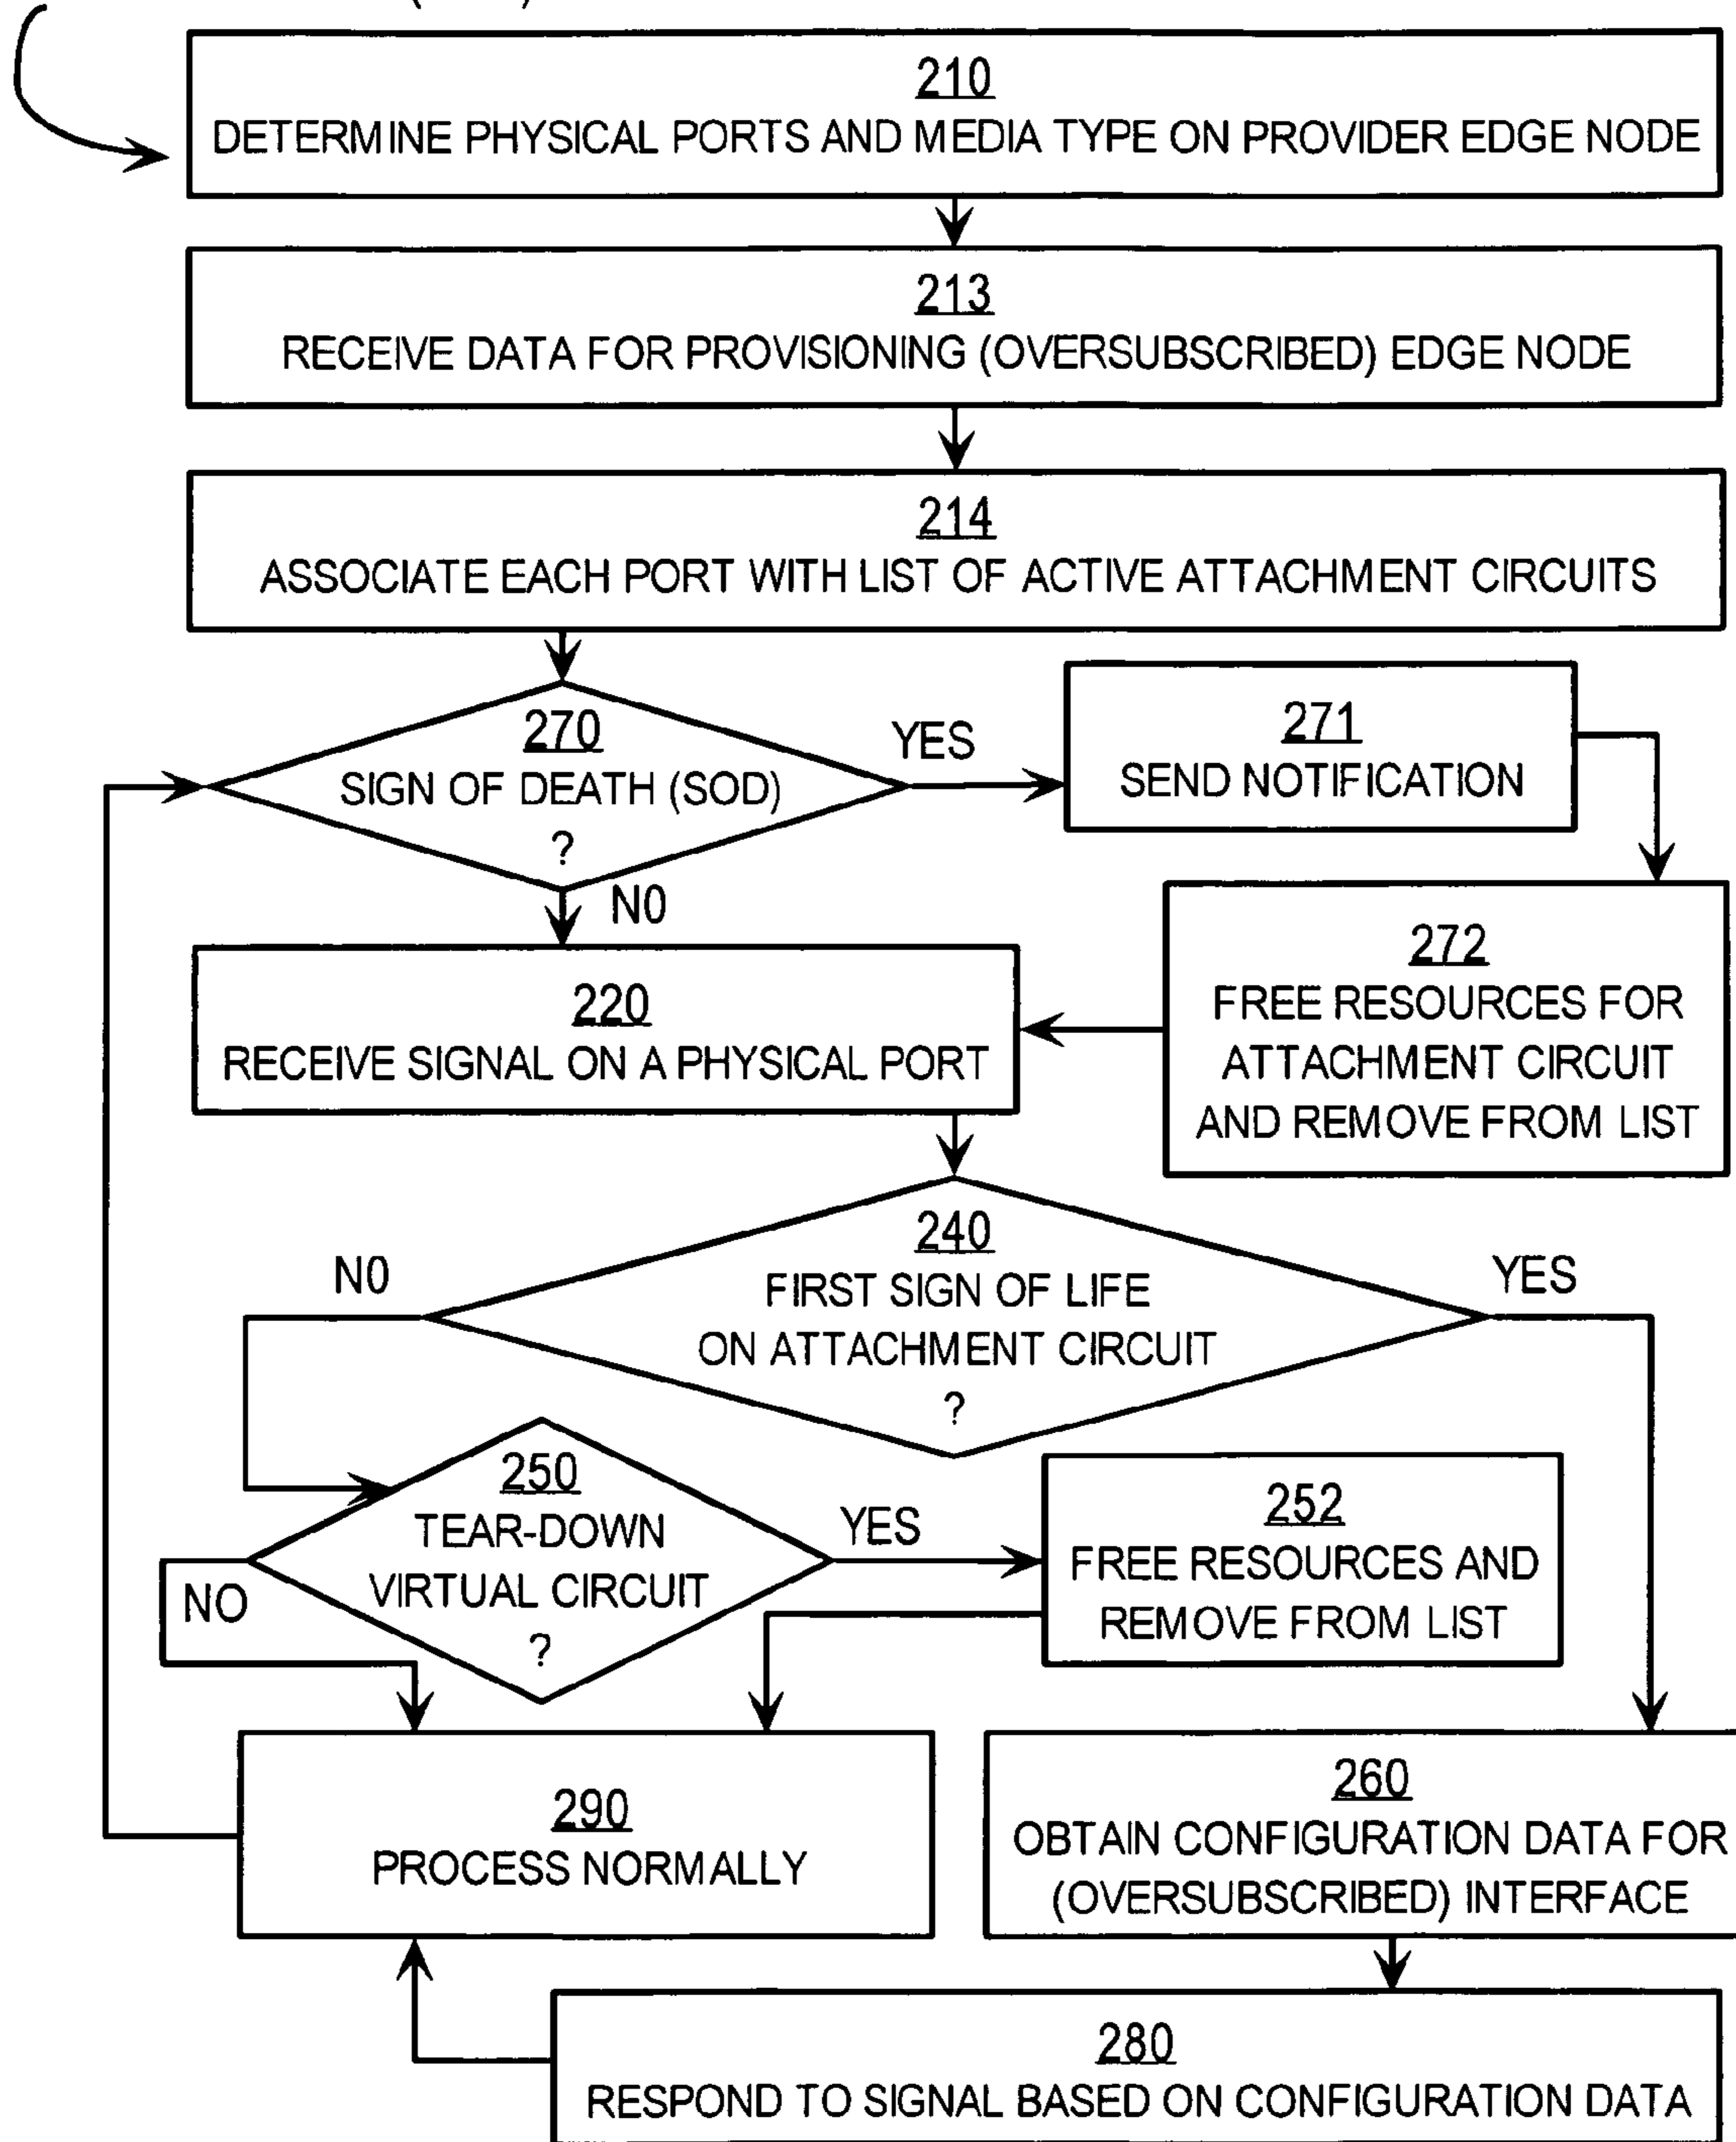 210
DETERMINE PHYSICAL PORTS AND MEDIA TYPE ON PROVIDER EDGE NODE
213
RECEIVE DATA FOR PROVISIONING (OVERSUBSCRIBED) EDGE NODE
214
ASSOCIATE EACH PORT WITH LIST OF ACTIVE ATTACHMENT CIRCUITS
270
SIGN OF DEATH (SOD)
?
YES
271
SEND NOTIFICATION
NO
272
FREE RESOURCES FOR
ATTACHMENT CIRCUIT
AND REMOVE FROM LIST
220
RECEIVE SIGNAL ON A PHYSICAL PORT
240
FIRST SIGN OF LIFE
ON ATTACHMENT CIRCUIT
?
NO
YES
250
TEAR-DOWN
VIRTUAL CIRCUIT
?
YES
NO
252
FREE RESOURCES AND
REMOVE FROM LIST
290
PROCESS NORMALLY
260
OBTAIN CONFIGURATION DATA FOR
(OVERSUBSCRIBED) INTERFACE
280
RESPOND TO SIGNAL BASED ON CONFIGURATION DATA